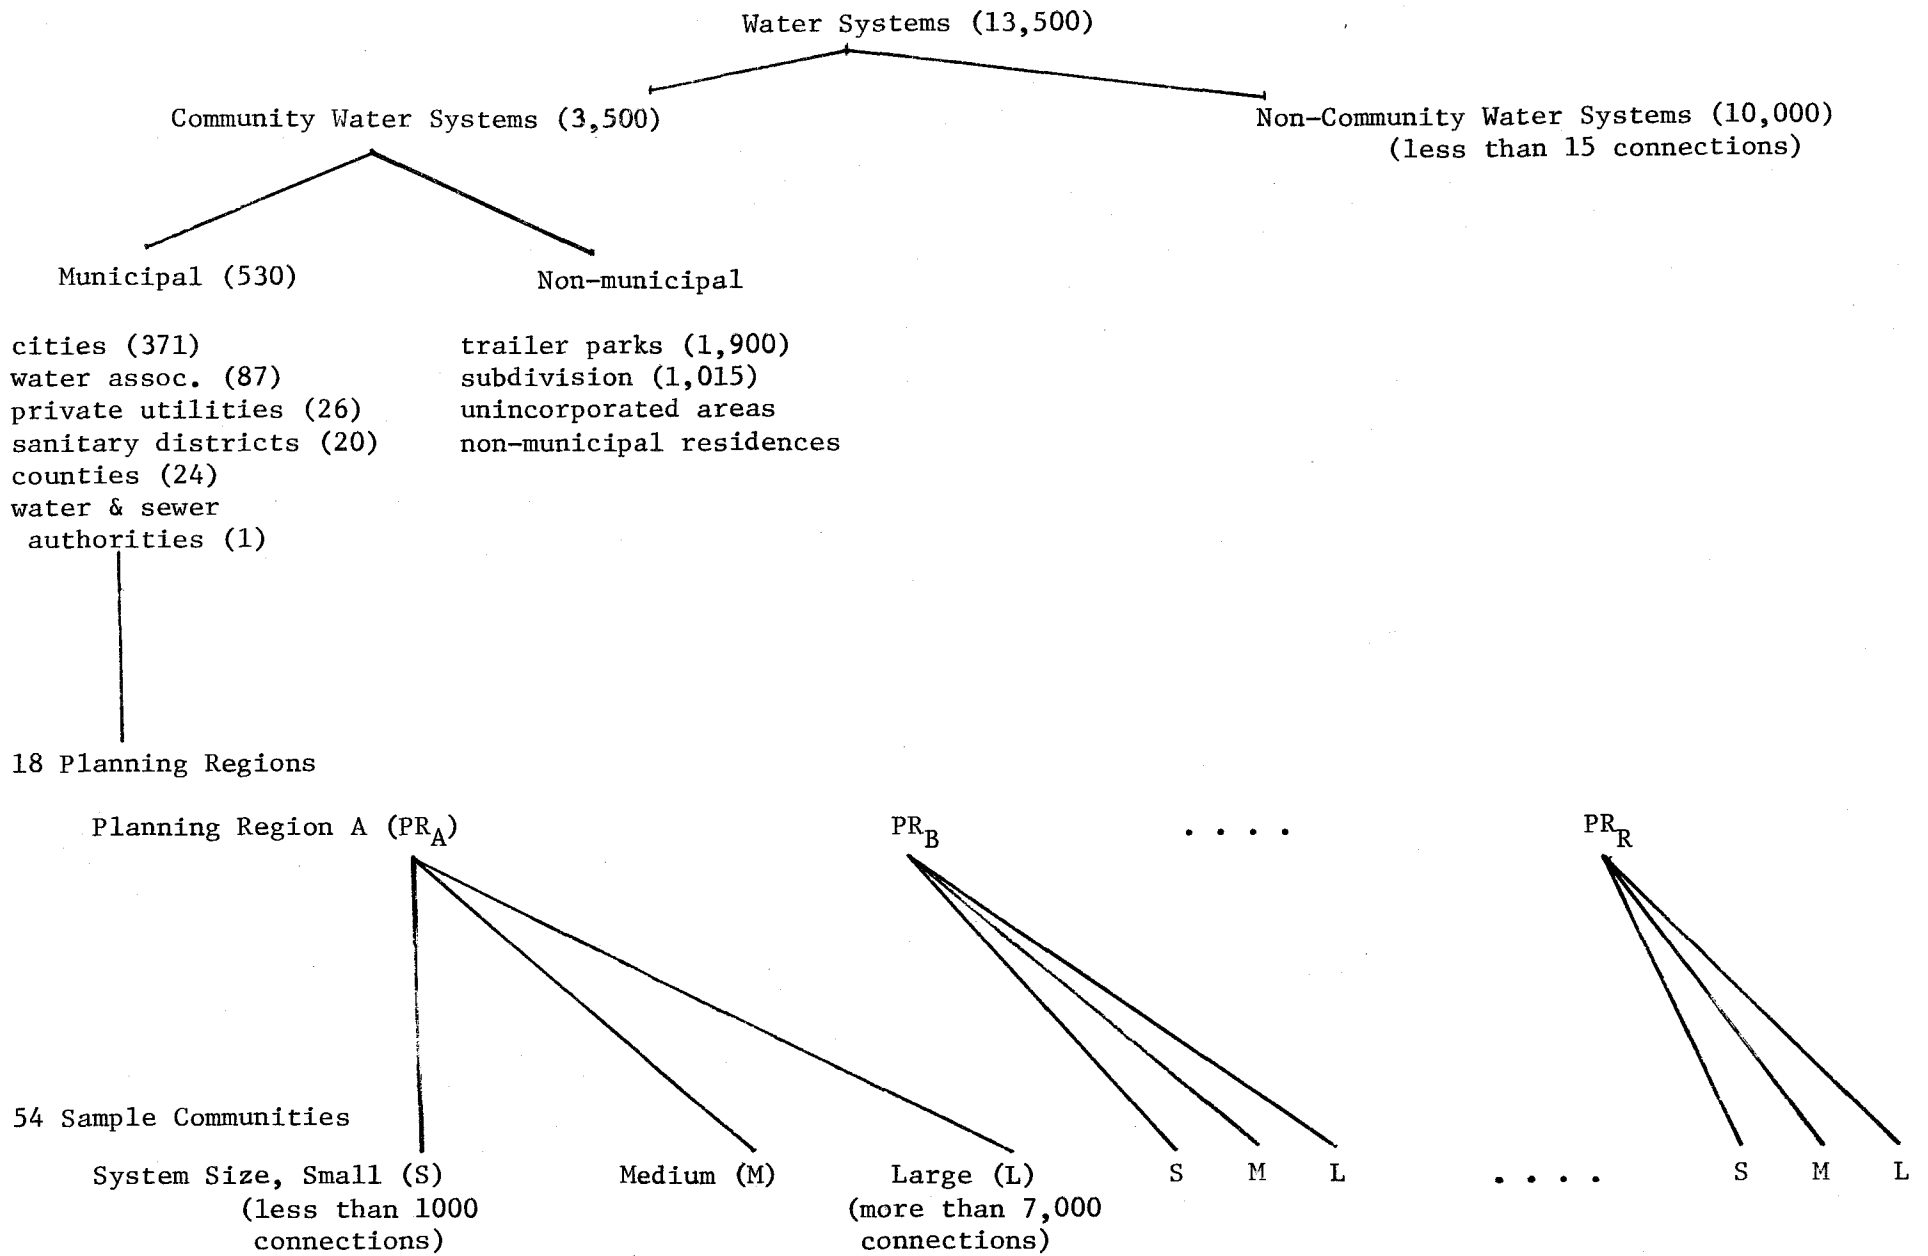 Water Systems (13,500)
Community Water Systems (3,500)
Non-Community Water Systems (10,000)
(less than 15 connections)
Municipal (530)
Non-municipal
cities (371)
water assoc. (87)
private utilities (26)
sanitary districts (20)
counties (24)
water & sewer
authorities (1)
trailer parks (1,900)
subdivision (1,015)
unincorporated areas
non-municipal residences
18 Planning Regions
Planning Region A (PRA)
PRB
. . . .
PRR
54 Sample Communities
System Size, Small (S)
(less than 1000
connections)
Medium (M)
Large (L)
(more than 7,000
connections)
S M L
. . . .
S M L